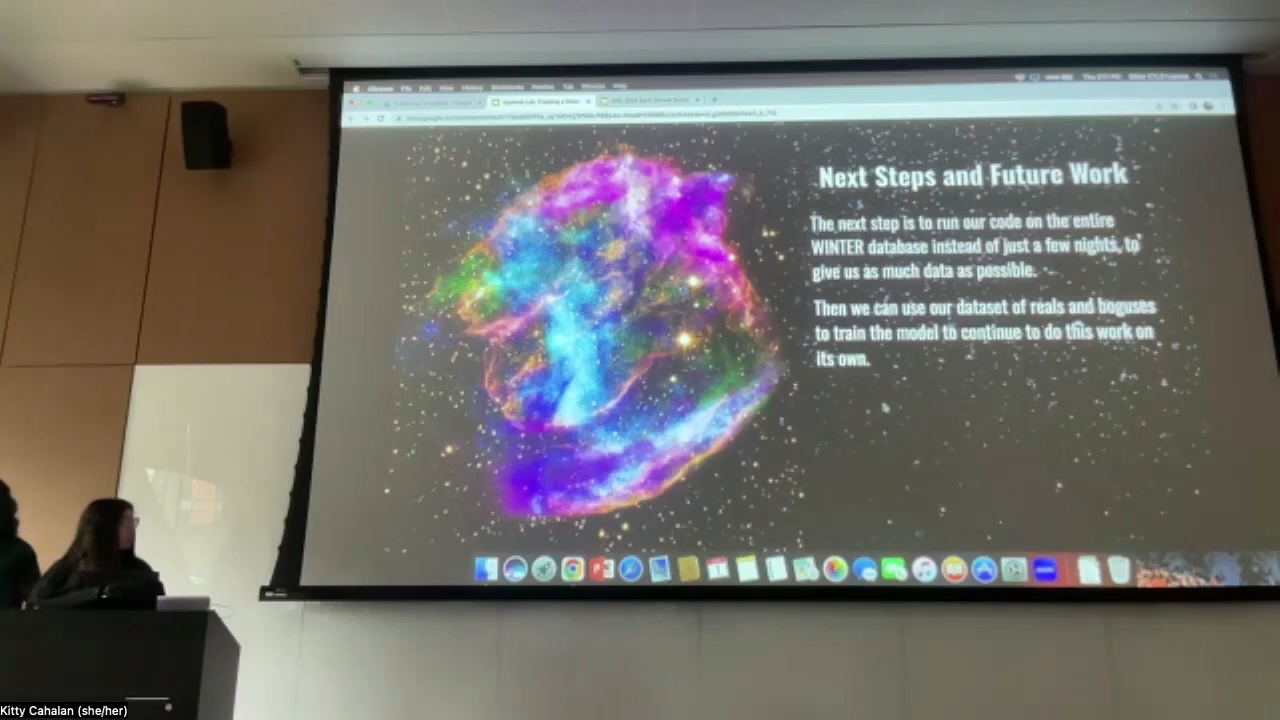 Next Steps and Future Work
The next step is to run our code on the entire
WINTER database instead of just a few nights, to
give us as much data as possible.
Then we can use our dataset of reals and boguses
to train the model to continue to do this work on
its own.
Kitty Cahalan (she/her)